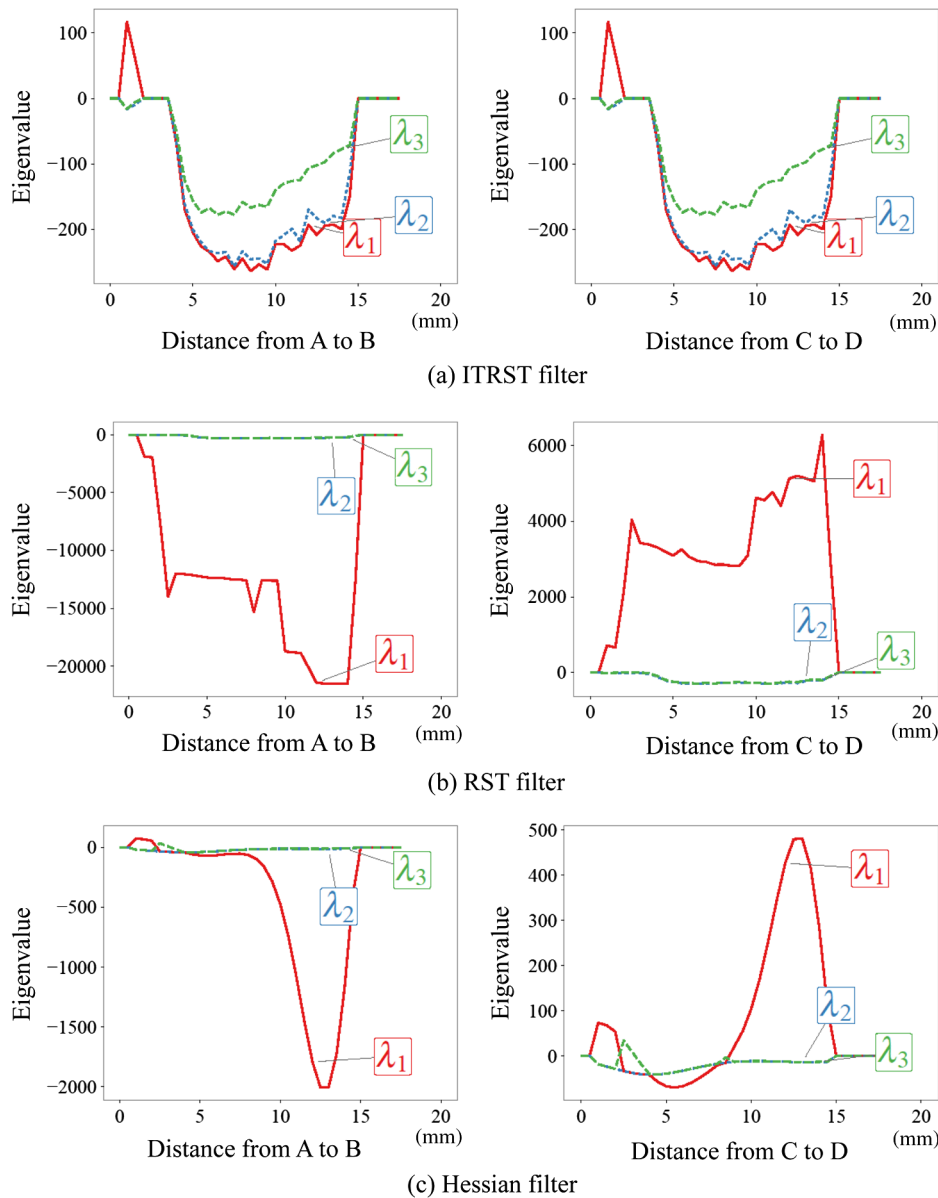 100
0
−100
−200
Eigenvalue
λ3
λ2
λ1
0 5 10 15 20
(mm)
Distance from A to B
100
0
−100
−200
Eigenvalue
λ3
λ2
λ1
0 5 10 15 20
(mm)
Distance from C to D
(a) ITRST filter
0
−5000
−10000
−15000
−20000
Eigenvalue
λ3
λ2
λ1
0 5 10 15 20
(mm)
Distance from A to B
6000
4000
2000
0
Eigenvalue
λ1
λ2
λ3
0 5 10 15 20
(mm)
Distance from C to D
(b) RST filter
0
−500
−1000
−1500
−2000
Eigenvalue
λ3
λ2
λ1
0 5 10 15 20
(mm)
Distance from A to B
500
400
300
200
100
0
Eigenvalue
λ1
λ2
λ3
0 5 10 15 20
(mm)
Distance from C to D
(c) Hessian filter